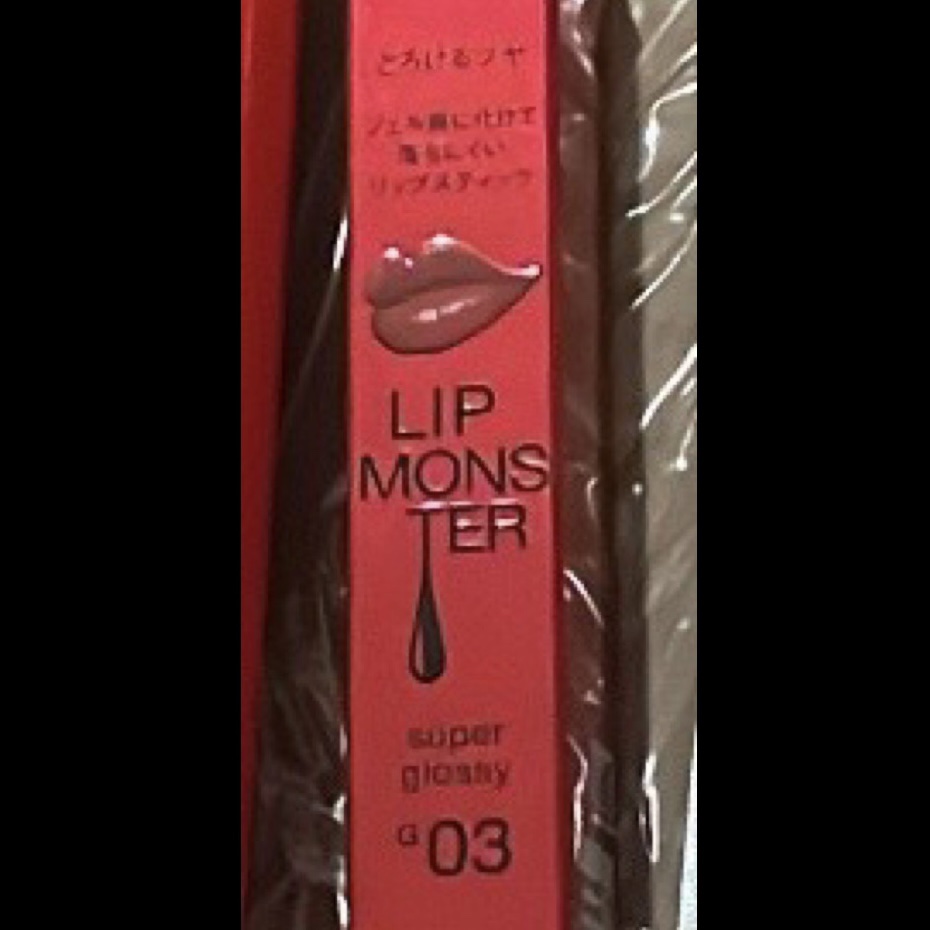 とろけるツヤ
ジェル膜に化けて
落ちにくい
リップスティック
LIP
MONS
TER
super
glossy
G 03